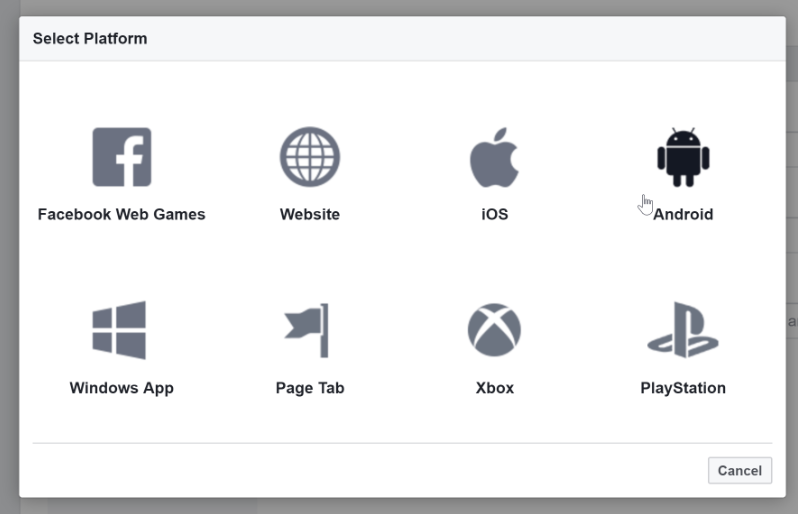 Select Platform
Facebook Web Games
Website
iOS
Android
Windows App
Page Tab
Xbox
PlayStation
Cancel